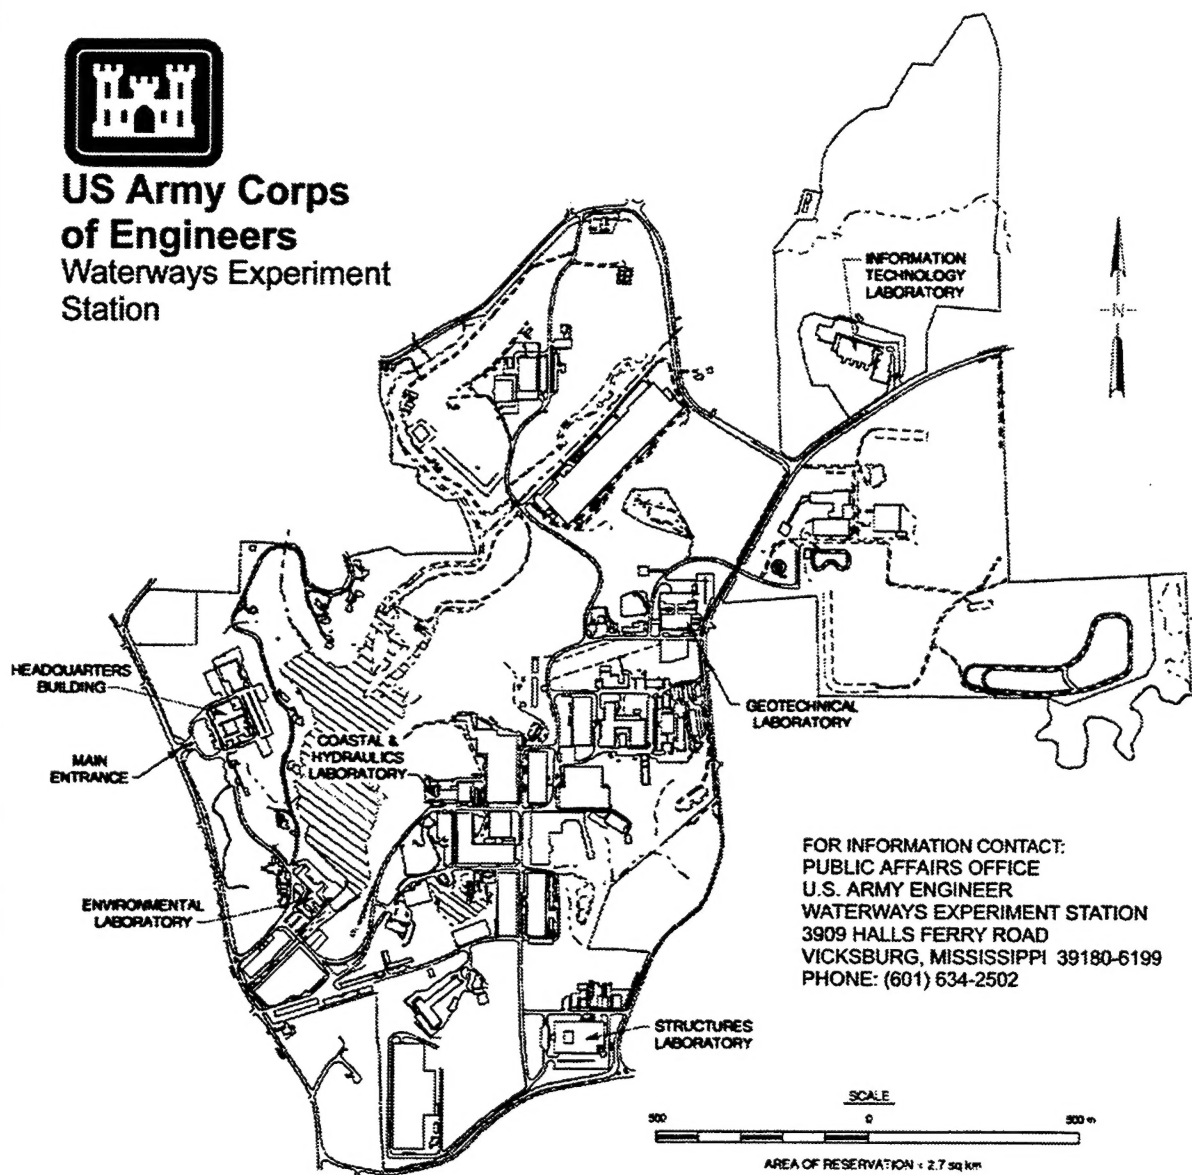 US Army Corps
of Engineers
Waterways Experiment
Station
INFORMATION
TECHNOLOGY
LABORATORY
N
HEADQUARTERS
BUILDING
MAIN
ENTRANCE
COASTAL &
HYDRAULICS
LABORATORY
GEOTECHNICAL
LABORATORY
ENVIRONMENTAL
LABORATORY
STRUCTURES
LABORATORY
FOR INFORMATION CONTACT:
PUBLIC AFFAIRS OFFICE
U.S. ARMY ENGINEER
WATERWAYS EXPERIMENT STATION
3909 HALLS FERRY ROAD
VICKSBURG, MISSISSIPPI 39180-6199
PHONE: (601) 634-2502
SCALE
500 0 500 m
AREA OF RESERVATION = 2.7 sq km